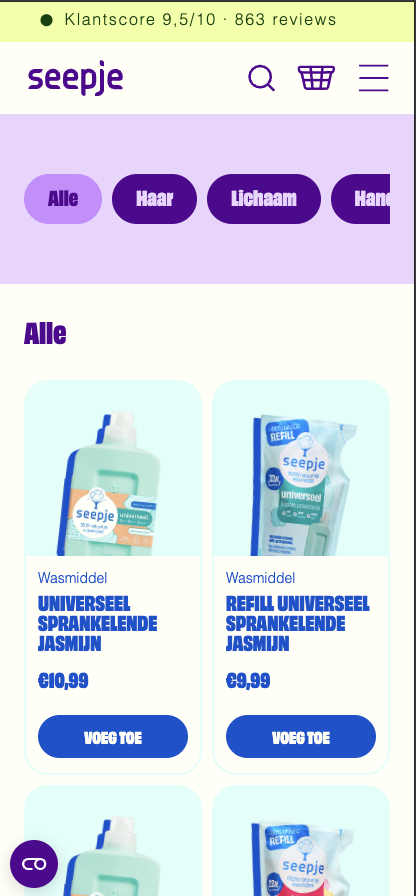 Klantscore 9,5/10 · 863 reviews
seepje
Alle
Haar
Lichaam
Hand
Alle
seepje
universeel
REFILL
seepje
universeel
Wasmiddel
UNIVERSEEL
SPRANKELENDE
JASMIJN
€10,99
VOEG TOE
Wasmiddel
REFILL UNIVERSEEL
SPRANKELENDE
JASMIJN
€9,99
VOEG TOE
REFILL
seepje